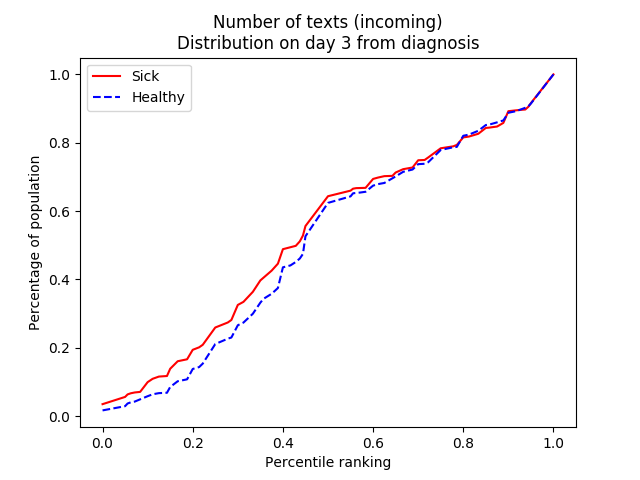 Number of texts (incoming)
Distribution on day 3 from diagnosis
Sick
Healthy
Percentage of population
1.0
0.8
0.6
0.4
0.2
0.0
0.0 0.2 0.4 0.6 0.8 1.0
Percentile ranking